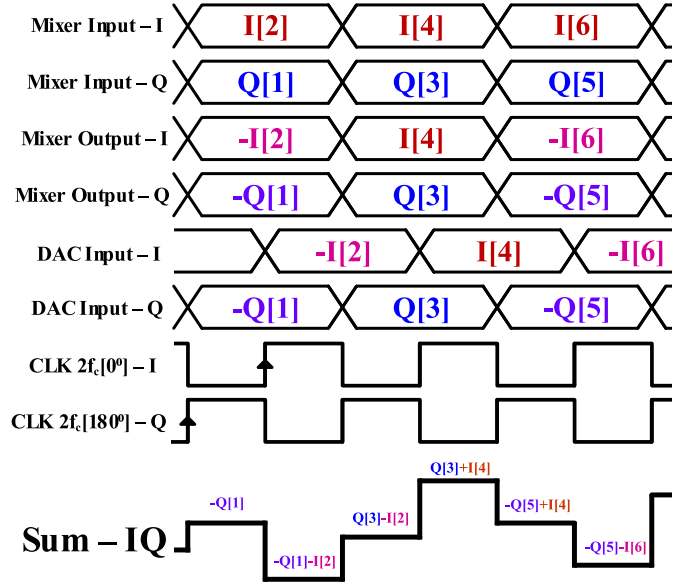 Mixer Input – I I[2] I[4] I[6]
Mixer Input – Q Q[1] Q[3] Q[5]
Mixer Output – I -I[2] I[4] -I[6]
Mixer Output – Q -Q[1] Q[3] -Q[5]
DAC Input – I -I[2] I[4] -I[6]
DAC Input – Q -Q[1] Q[3] -Q[5]
CLK 2fc[0⁰] – I
CLK 2fc[180⁰] – Q
Sum – IQ -Q[1] -Q[1]-I[2] Q[3]-I[2] Q[3]+I[4] -Q[5]+I[4] -Q[5]-I[6]